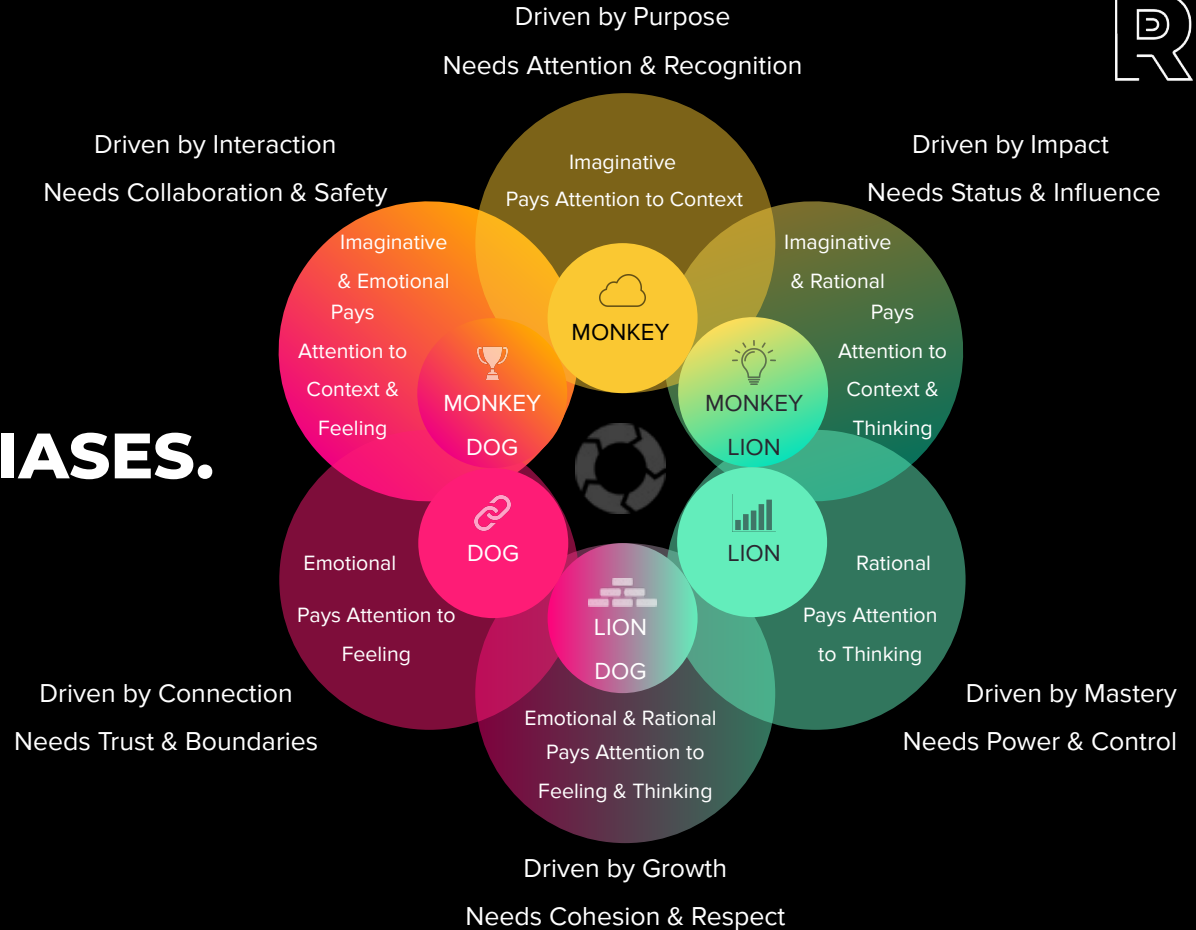 Driven by Purpose
Needs Attention & Recognition
Driven by Interaction
Needs Collaboration & Safety
Driven by Impact
Needs Status & Influence
Imaginative
Pays Attention to Context
MONKEY
Imaginative
& Emotional
Pays
Attention to
Context &
Feeling
MONKEY
DOG
Imaginative
& Rational
Pays
Attention to
Context &
Thinking
MONKEY
LION
IASES.
DOG
Emotional
Pays Attention to
Feeling
LION
Rational
Pays Attention
to Thinking
LION
DOG
Emotional & Rational
Pays Attention to
Feeling & Thinking
Driven by Connection
Needs Trust & Boundaries
Driven by Mastery
Needs Power & Control
Driven by Growth
Needs Cohesion & Respect